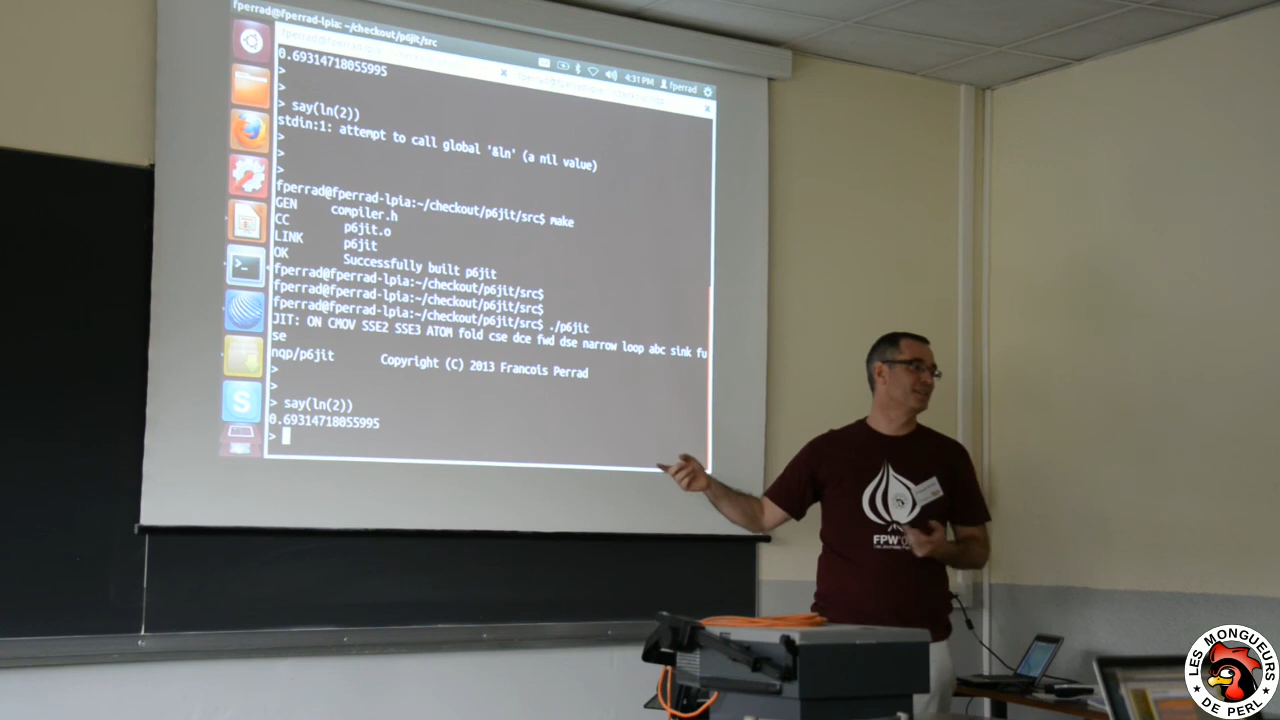 fperrad@fperrad-lpia: ~/checkout/p6jit/src
4:31 PM fperrad
0.69314718055995
>
>
> say(ln(2))
stdin:1: attempt to call global '&ln' (a nil value)
>
>
fperrad@fperrad-lpia:~/checkout/p6jit/src$ make
GEN compiler.h
CC p6jit.o
LINK p6jit
OK Successfully built p6jit
fperrad@fperrad-lpia:~/checkout/p6jit/src$
fperrad@fperrad-lpia:~/checkout/p6jit/src$
fperrad@fperrad-lpia:~/checkout/p6jit/src$ ./p6jit
JIT: ON CMOV SSE2 SSE3 ATOM fold cse dce fwd dse narrow loop abc sink fu
se
nqp/p6jit Copyright (C) 2013 Francois Perrad
>
>
> say(ln(2))
0.69314718055995
>
S
FPW'0
LES MONGUEURS
DE PERL